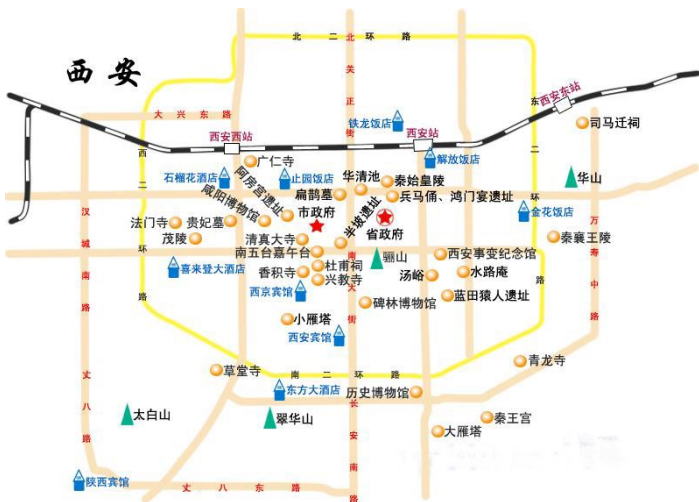 西安
北二环路
北关正街
大兴东路
西安西站
铁龙饭店
西安站
西安东站
东二环路
司马迁祠
解放饭店
广仁寺
石榴花酒店
止园饭店
阿房宫遗址
咸阳博物馆
扁鹊墓
华清池
秦始皇陵
兵马俑、鸿门宴遗址
华山
金花饭店
西二环路
汉城南路
法门寺
贵妃墓
茂陵
市政府
半坡遗址
省政府
清真大寺
南五台嘉午台
骊山
西安事变纪念馆
秦襄王陵
万寿中路
喜来登大酒店
香积寺
杜甫祠
兴教寺
西京宾馆
南大街
汤峪
水路庵
蓝田猿人遗址
碑林博物馆
小雁塔
西安宾馆
青龙寺
草堂寺
南二环路
东方大酒店
历史博物馆
丈八路
太白山
翠华山
长安南路
秦王宫
大雁塔
陕西宾馆
丈八东路